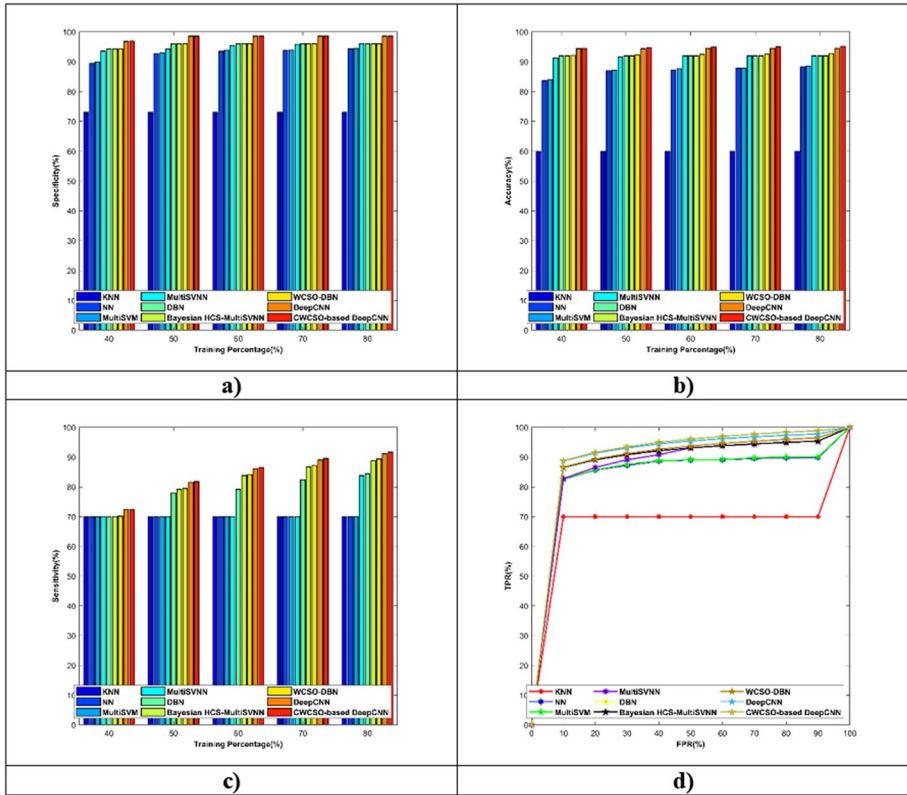 100
90
80
70
60
50
40
30
20
10
0
Specificity(%)
KNN MultiSVNN WCSO-DBN
NN DBN DeepCNN
MultiSVM Bayesian HCS-MultiSVNN CWCSO-based DeepCNN
40 50 60 70 80
Training Percentage(%)
a)
100
90
80
70
60
50
40
30
20
10
0
Accuracy(%)
KNN MultiSVNN WCSO-DBN
NN DBN DeepCNN
MultiSVM Bayesian HCS-MultiSVNN CWCSO-based DeepCNN
40 50 60 70 80
Training Percentage(%)
b)
100
90
80
70
60
50
40
30
20
10
0
Sensitivity(%)
KNN MultiSVNN WCSO-DBN
NN DBN DeepCNN
MultiSVM Bayesian HCS-MultiSVNN CWCSO-based DeepCNN
40 50 60 70 80
Training Percentage(%)
c)
100
90
80
70
60
50
40
30
20
10
0
TPR(%)
KNN MultiSVNN WCSO-DBN
NN DBN DeepCNN
MultiSVM Bayesian HCS-MultiSVNN CWCSO-based DeepCNN
0 10 20 30 40 50 60 70 80 90 100
FPR(%)
d)